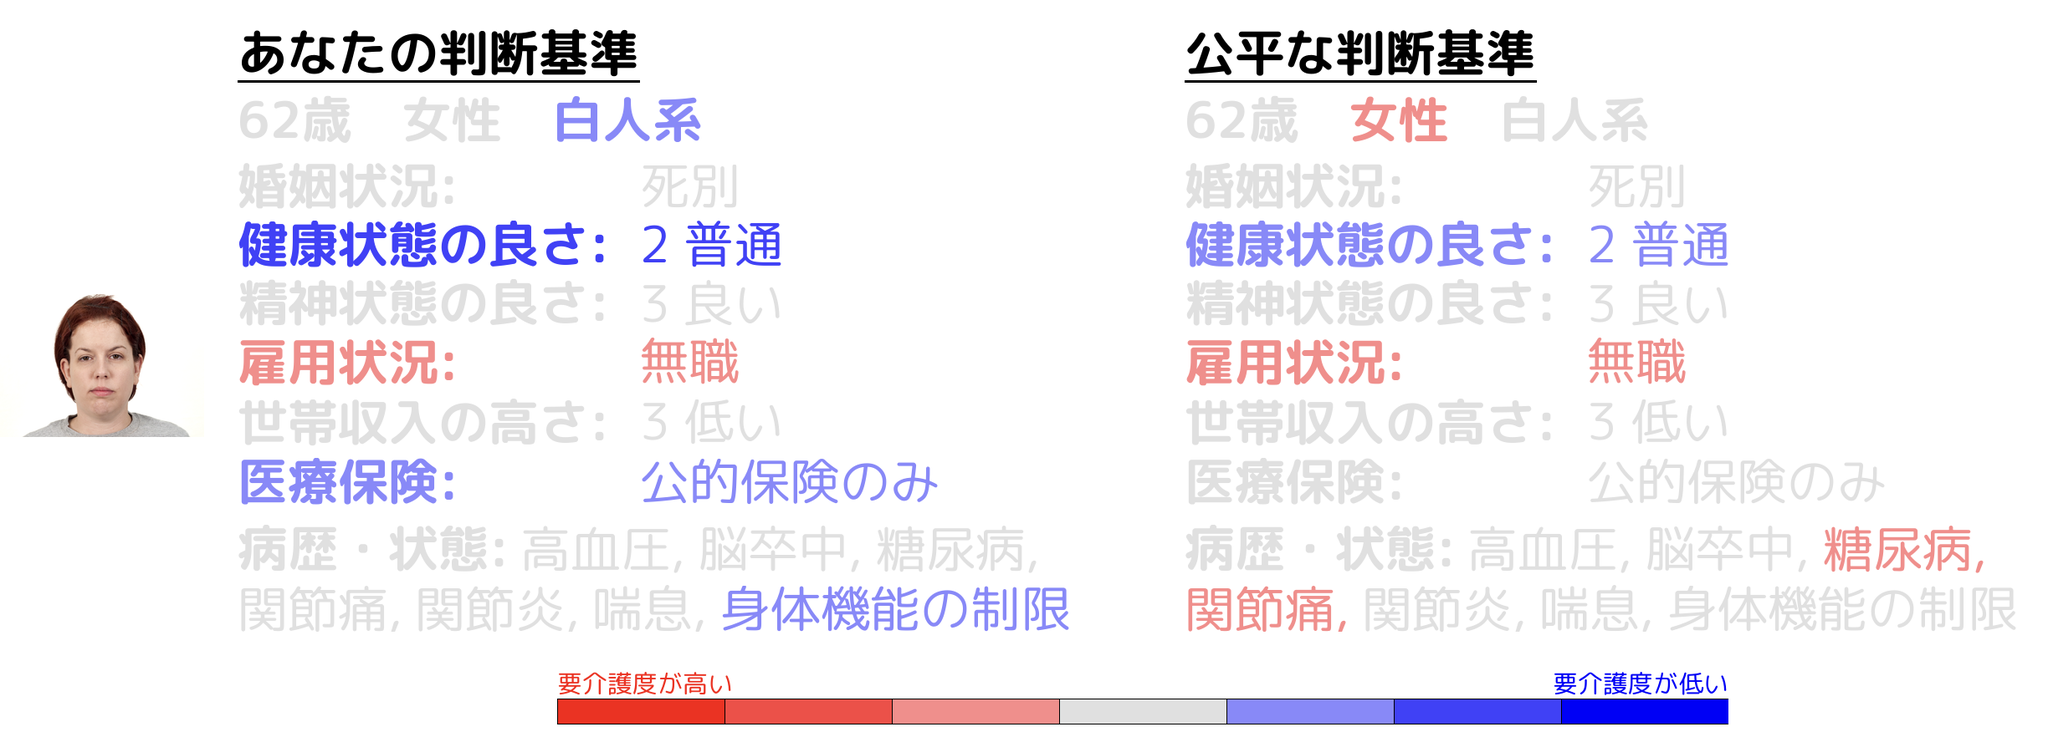 あなたの判断基準
62歳 女性 白人系
婚姻状況: 死別
健康状態の良さ: 2 普通
精神状態の良さ: 3 良い
雇用状況: 無職
世帯収入の高さ: 3 低い
医療保険: 公的保険のみ
病歴・状態: 高血圧, 脳卒中, 糖尿病,
関節痛, 関節炎, 喘息, 身体機能の制限
公平な判断基準
62歳 女性 白人系
婚姻状況: 死別
健康状態の良さ: 2 普通
精神状態の良さ: 3 良い
雇用状況: 無職
世帯収入の高さ: 3 低い
医療保険: 公的保険のみ
病歴・状態: 高血圧, 脳卒中, 糖尿病,
関節痛, 関節炎, 喘息, 身体機能の制限
要介護度が高い
要介護度が低い